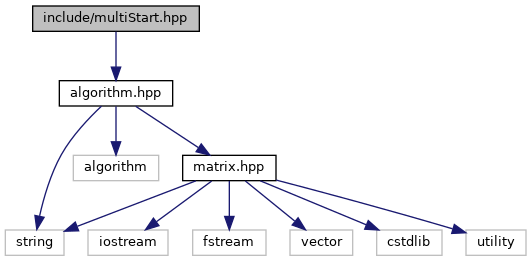 include/multiStart.hpp
algorithm.hpp
algorithm
matrix.hpp
string
iostream
fstream
vector
cstdlib
utility